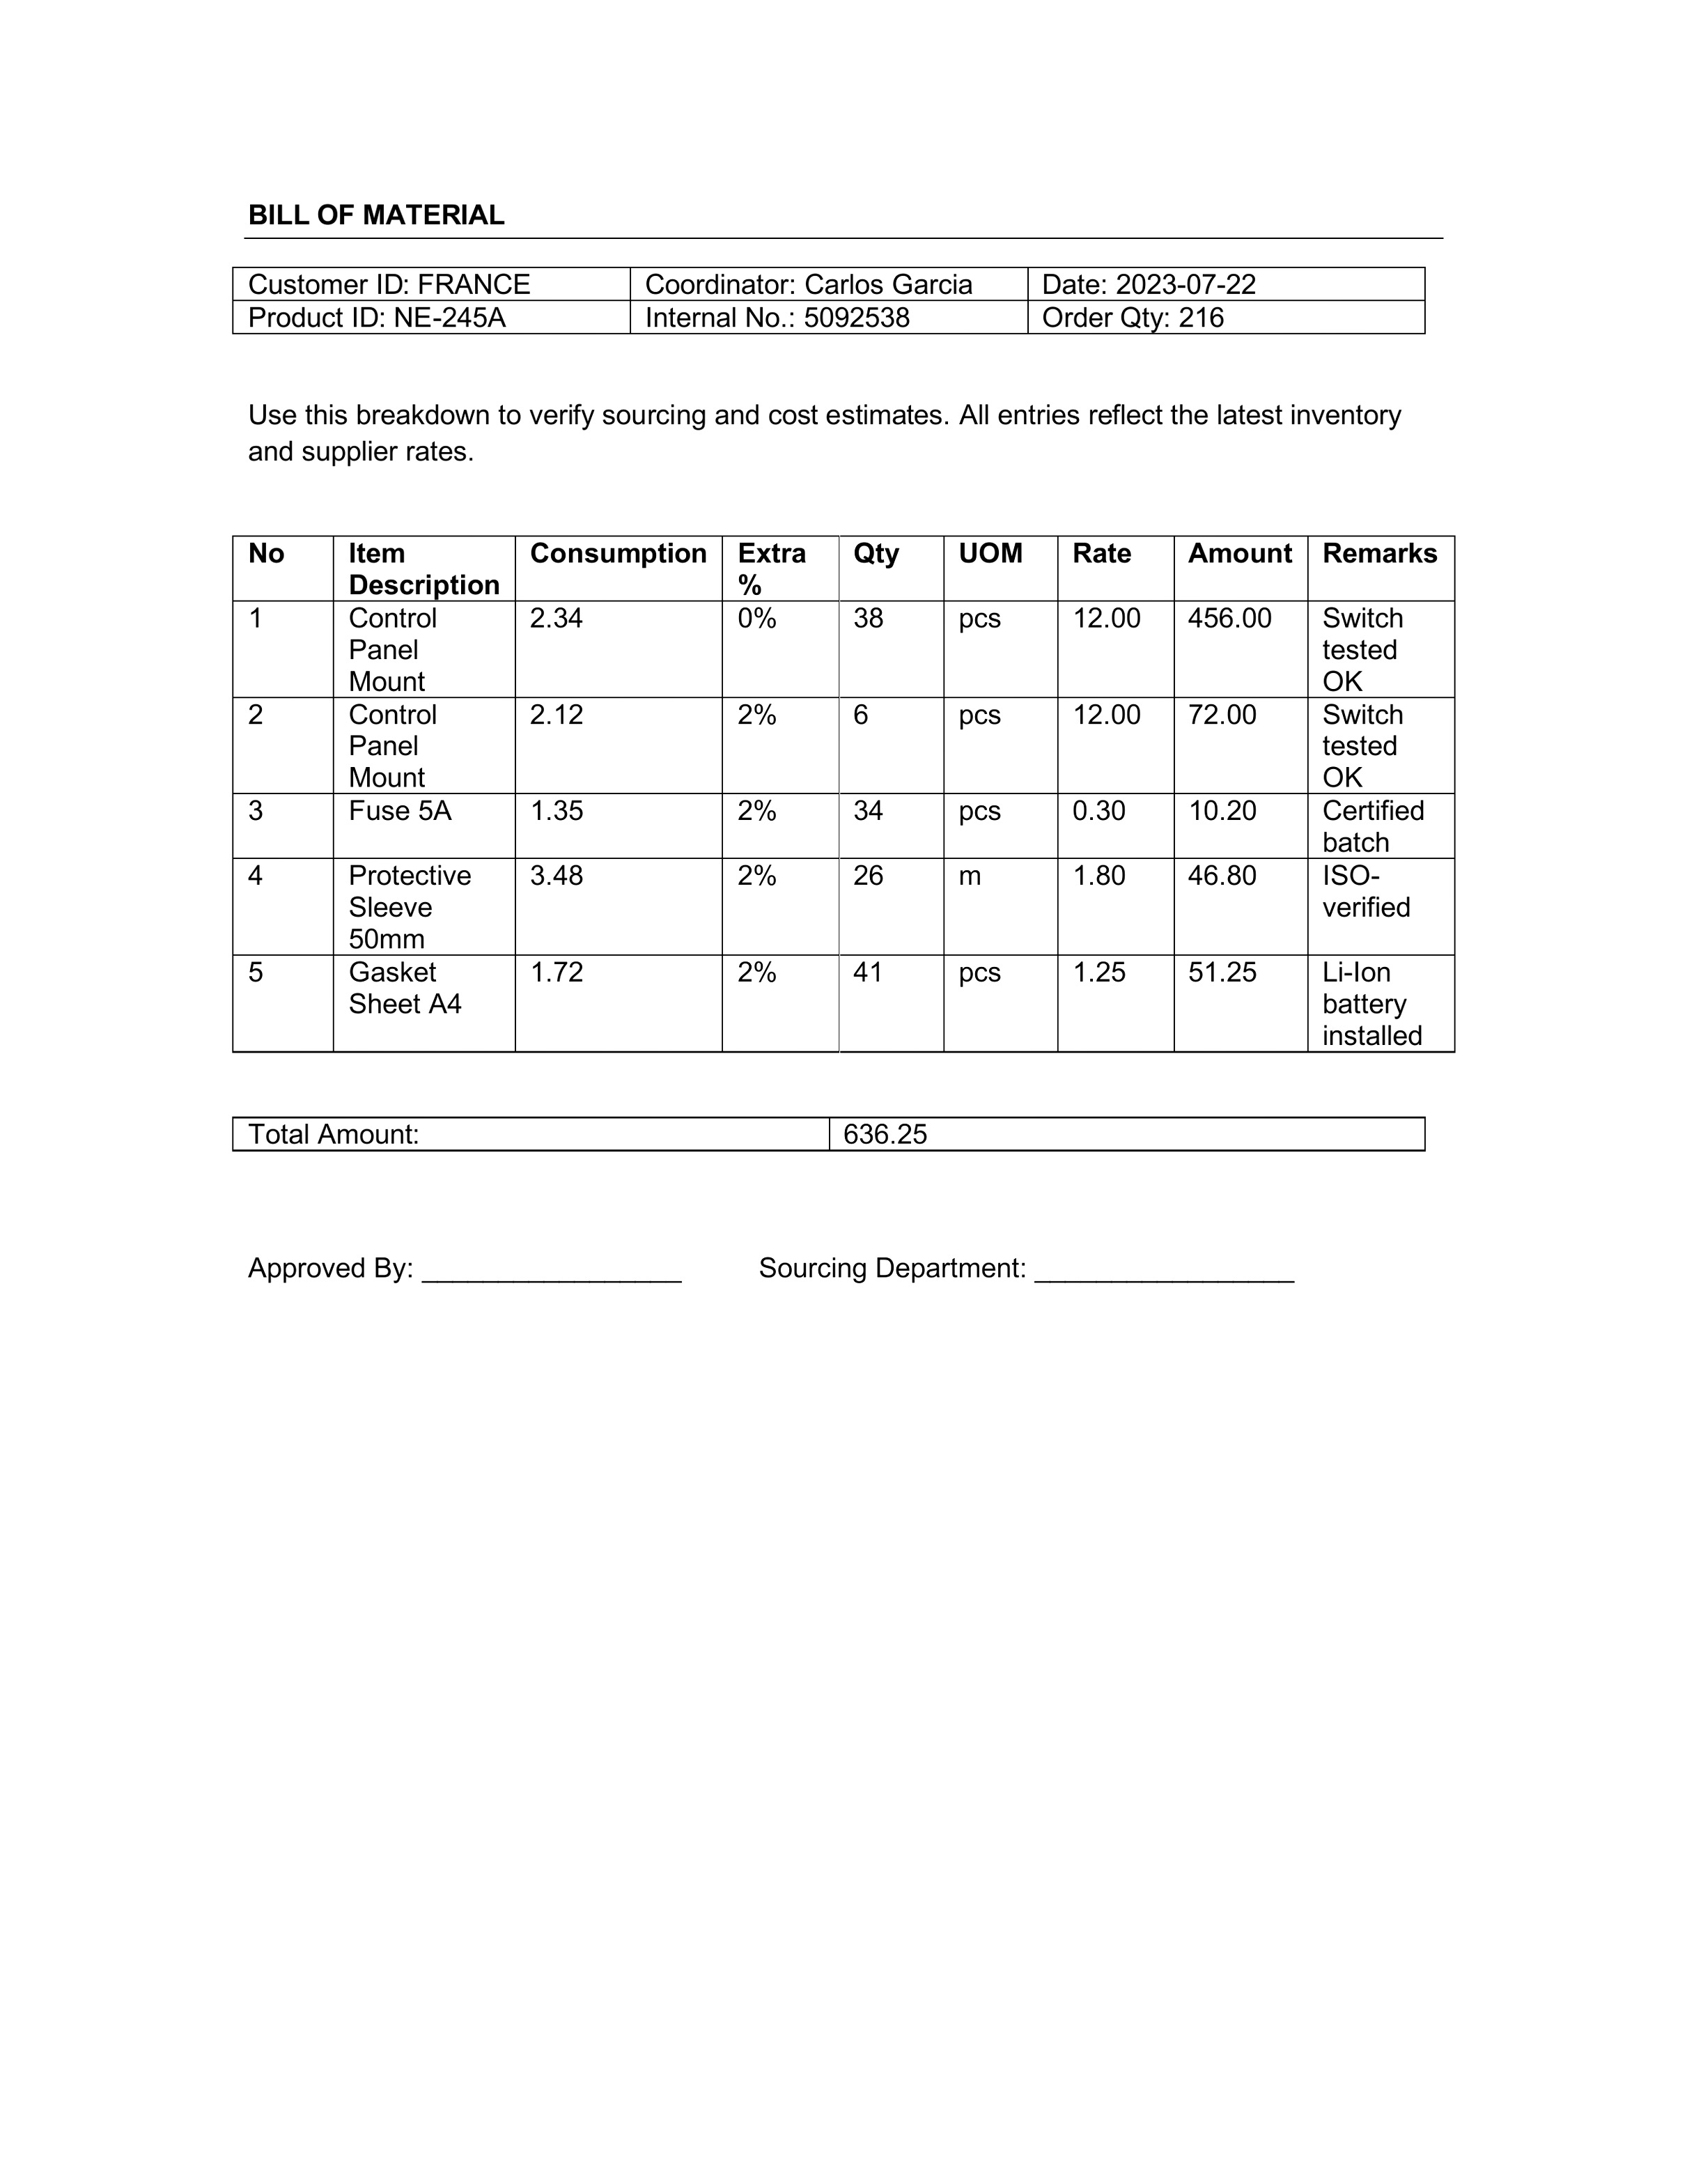 BILL OF MATERIAL
Customer ID: FRANCE Coordinator: Carlos Garcia Date: 2023-07-22
Product ID: NE-245A Internal No.: 5092538 Order Qty: 216
Use this breakdown to verify sourcing and cost estimates. All entries reflect the latest inventory
and supplier rates.
No Item Description Consumption Extra % Qty UOM Rate Amount Remarks
1 Control Panel Mount 2.34 0% 38 pcs 12.00 456.00 Switch tested OK
2 Control Panel Mount 2.12 2% 6 pcs 12.00 72.00 Switch tested OK
3 Fuse 5A 1.35 2% 34 pcs 0.30 10.20 Certified batch
4 Protective Sleeve 50mm 3.48 2% 26 m 1.80 46.80 ISO-verified
5 Gasket Sheet A4 1.72 2% 41 pcs 1.25 51.25 Li-Ion battery installed
Total Amount: 636.25
Approved By: _________________ Sourcing Department: _________________